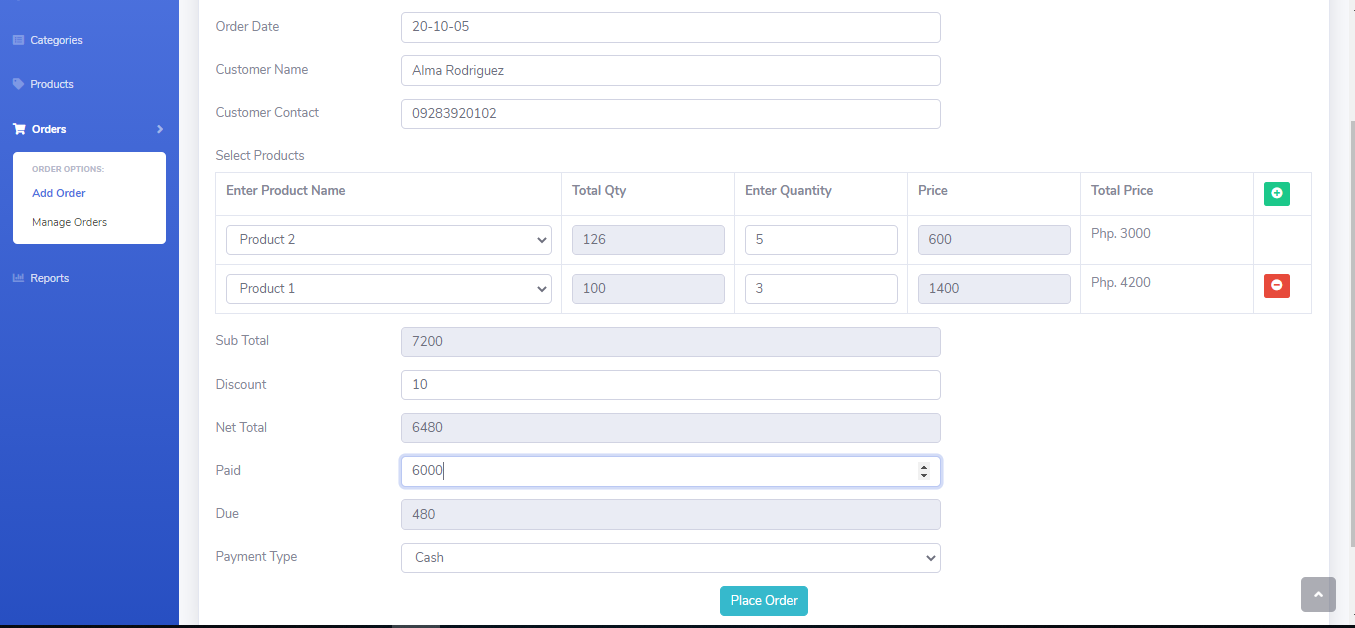 Categories
Products
Orders
ORDER OPTIONS:
Add Order
Manage Orders
Reports
Order Date 20-10-05
Customer Name Alma Rodriguez
Customer Contact 09283920102
Select Products
Enter Product Name Total Qty Enter Quantity Price Total Price
Product 2 126 5 600 Php. 3000
Product 1 100 3 1400 Php. 4200
Sub Total 7200
Discount 10
Net Total 6480
Paid 6000
Due 480
Payment Type Cash
Place Order